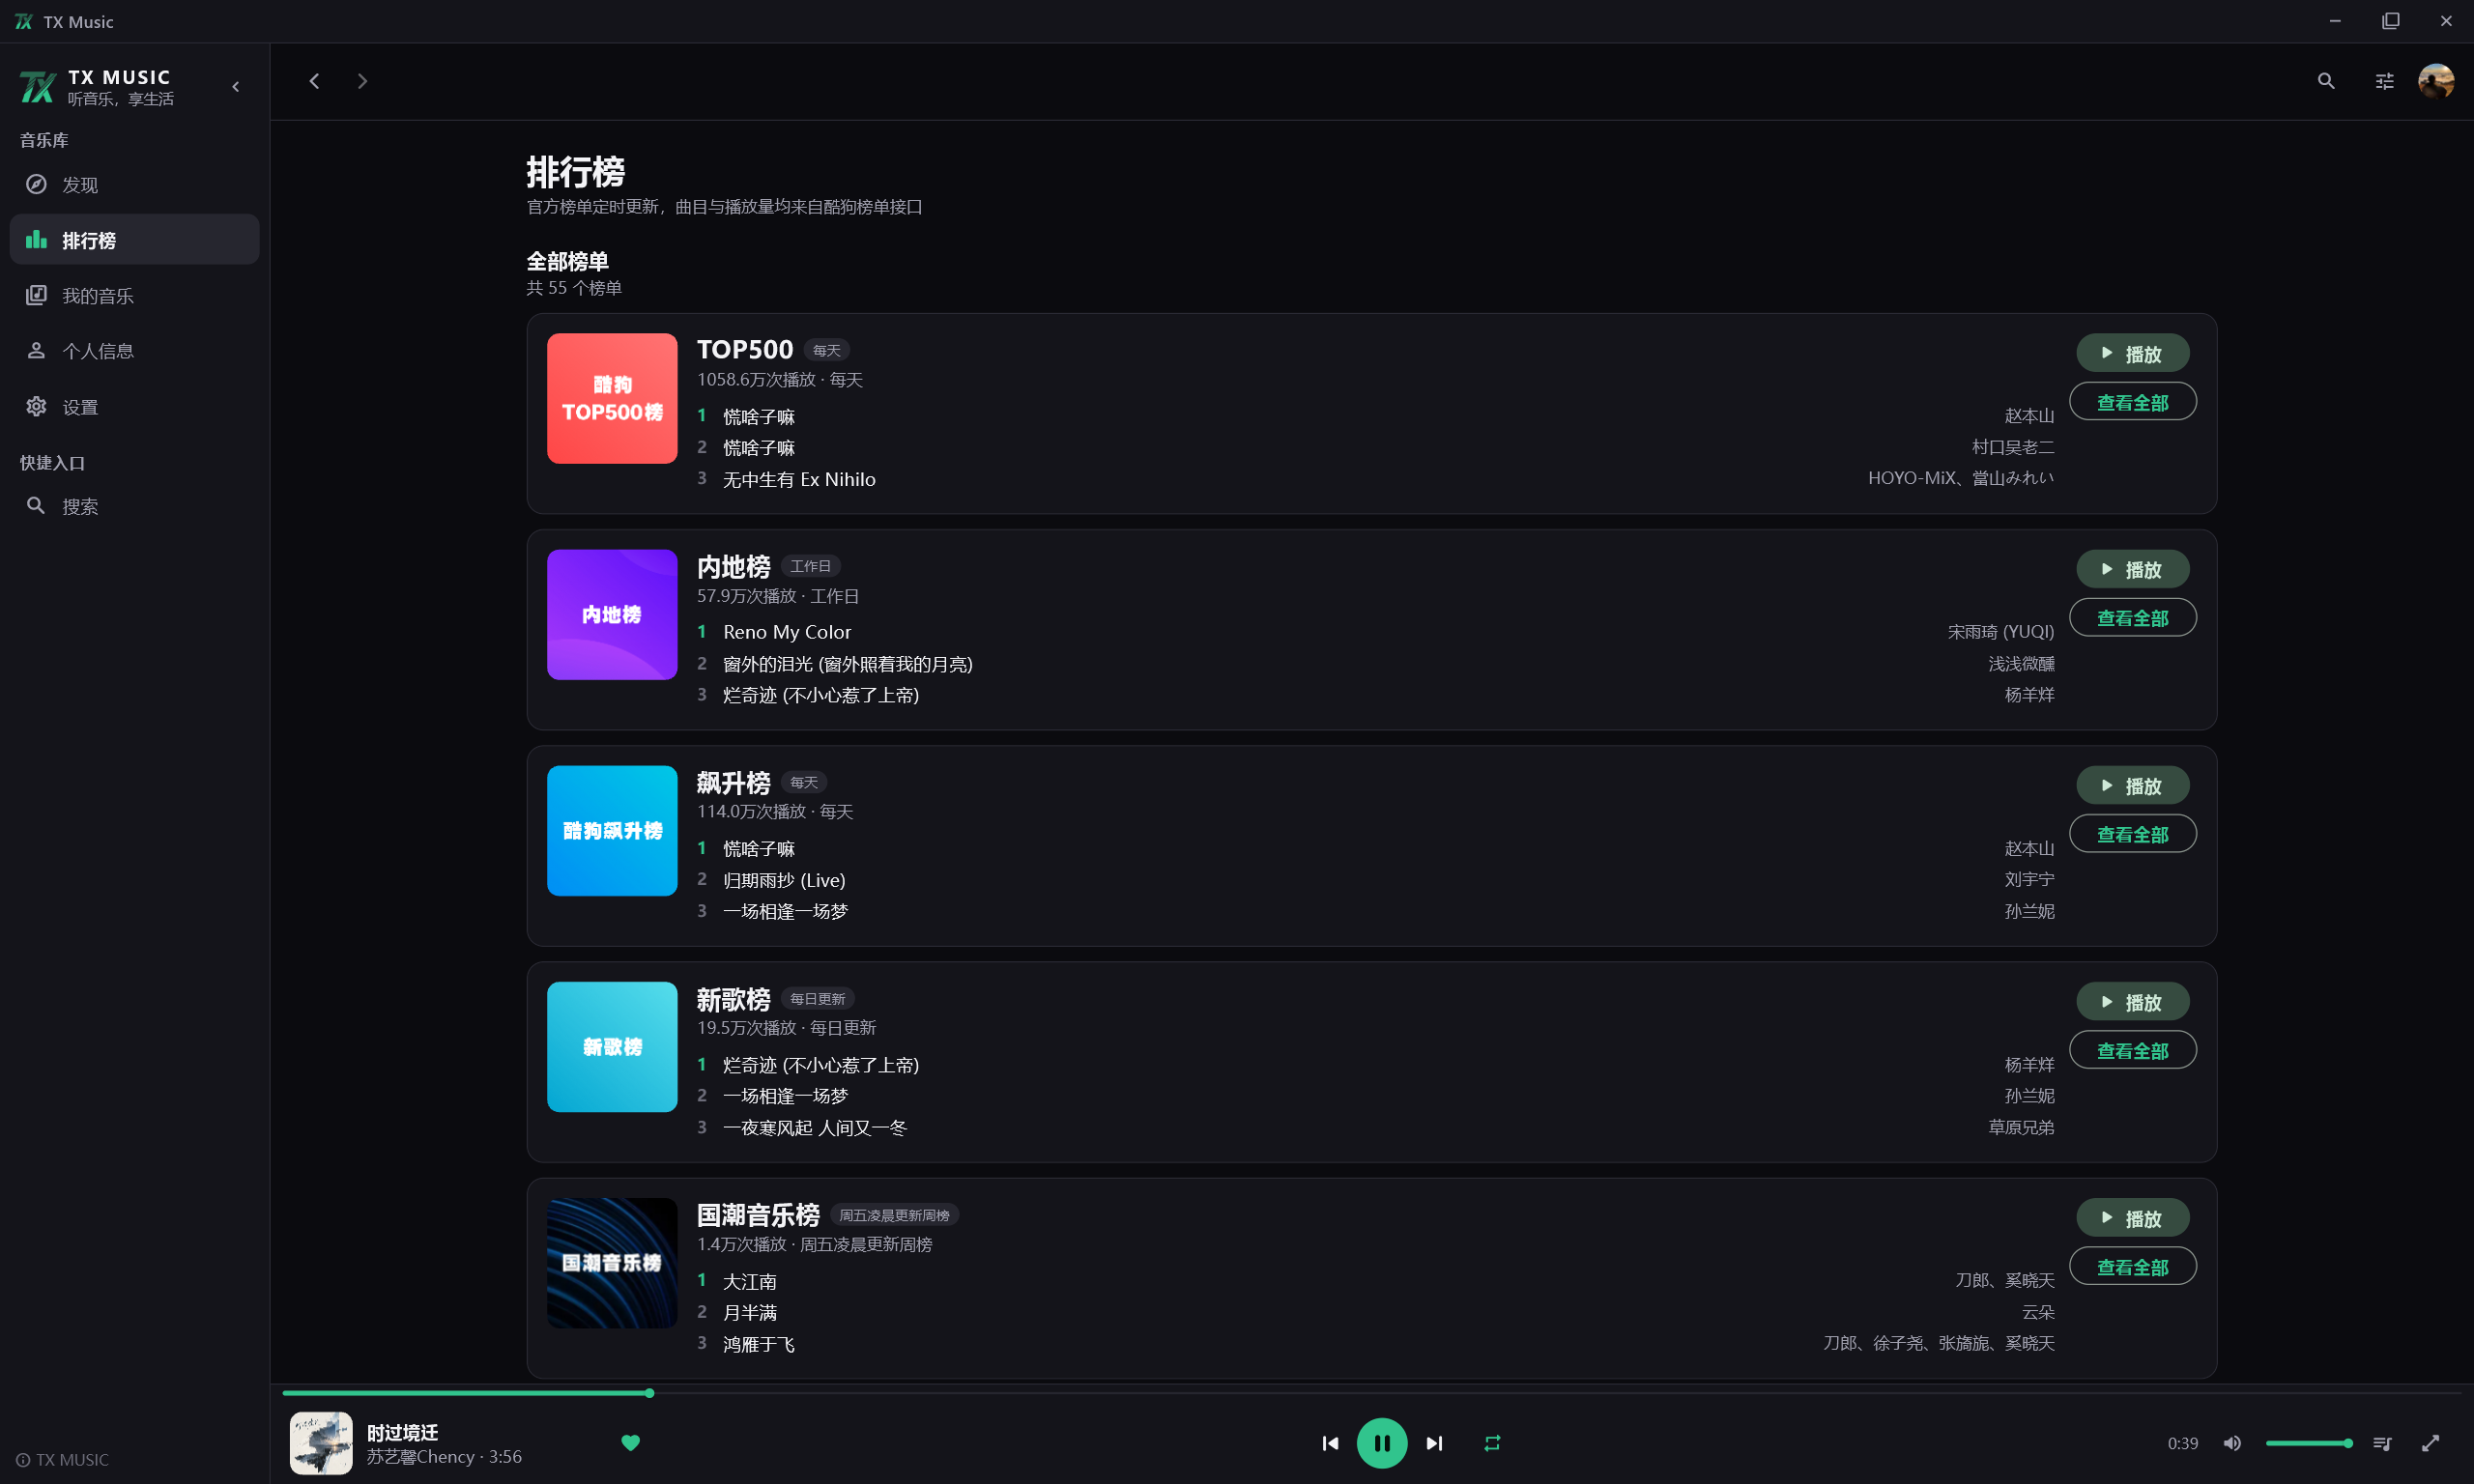 TX Music
TX MUSIC
听音乐，享生活
音乐库
发现
排行榜
我的音乐
个人信息
设置
快捷入口
搜索
TX MUSIC
排行榜
官方榜单定时更新，曲目与播放量均来自酷狗榜单接口
全部榜单
共 55 个榜单
酷狗
TOP500榜
TOP500 每天
1058.6万次播放 · 每天
1 慌啥子嘛 赵本山
2 慌啥子嘛 村口吴老二
3 无中生有 Ex Nihilo HOYO-MiX、當山みれい
播放
查看全部
内地榜
内地榜 工作日
57.9万次播放 · 工作日
1 Reno My Color 宋雨琦 (YUQI)
2 窗外的泪光 (窗外照着我的月亮) 浅浅微醺
3 烂奇迹 (不小心惹了上帝) 杨羊烊
播放
查看全部
酷狗飙升榜
飙升榜 每天
114.0万次播放 · 每天
1 慌啥子嘛 赵本山
2 归期雨抄 (Live) 刘宇宁
3 一场相逢一场梦 孙兰妮
播放
查看全部
新歌榜
新歌榜 每日更新
19.5万次播放 · 每日更新
1 烂奇迹 (不小心惹了上帝) 杨羊烊
2 一场相逢一场梦 孙兰妮
3 一夜寒风起 人间又一冬 草原兄弟
播放
查看全部
国潮音乐榜
国潮音乐榜 周五凌晨更新周榜
1.4万次播放 · 周五凌晨更新周榜
1 大江南 刀郎、奚晓天
2 月半满 云朵
3 鸿雁于飞 刀郎、徐子尧、张旖旎、奚晓天
播放
查看全部
时过境迁
苏艺馨Chency · 3:56
0:39